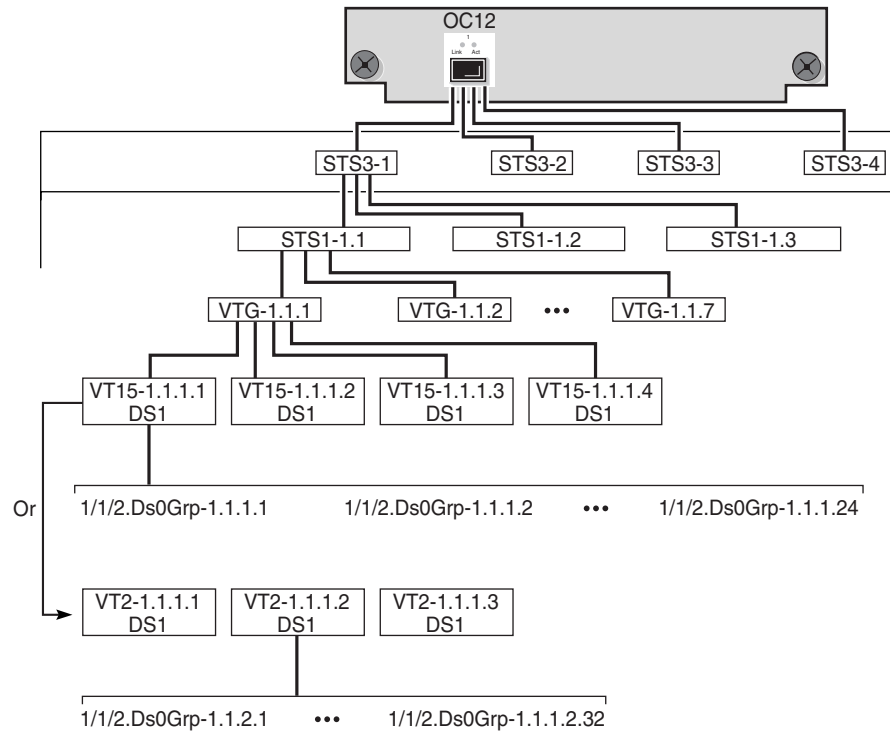 OC12
1
Link Act
STS3-1 STS3-2 STS3-3 STS3-4
STS1-1.1 STS1-1.2 STS1-1.3
VTG-1.1.1 VTG-1.1.2 ••• VTG-1.1.7
VT15-1.1.1.1 VT15-1.1.1.2 VT15-1.1.1.3 VT15-1.1.1.4
DS1 DS1 DS1 DS1
Or 1/1/2.Ds0Grp-1.1.1.1 1/1/2.Ds0Grp-1.1.1.2 ••• 1/1/2.Ds0Grp-1.1.1.24
VT2-1.1.1.1 VT2-1.1.1.2 VT2-1.1.1.3
DS1 DS1 DS1
1/1/2.Ds0Grp-1.1.2.1 ••• 1/1/2.Ds0Grp-1.1.1.2.32